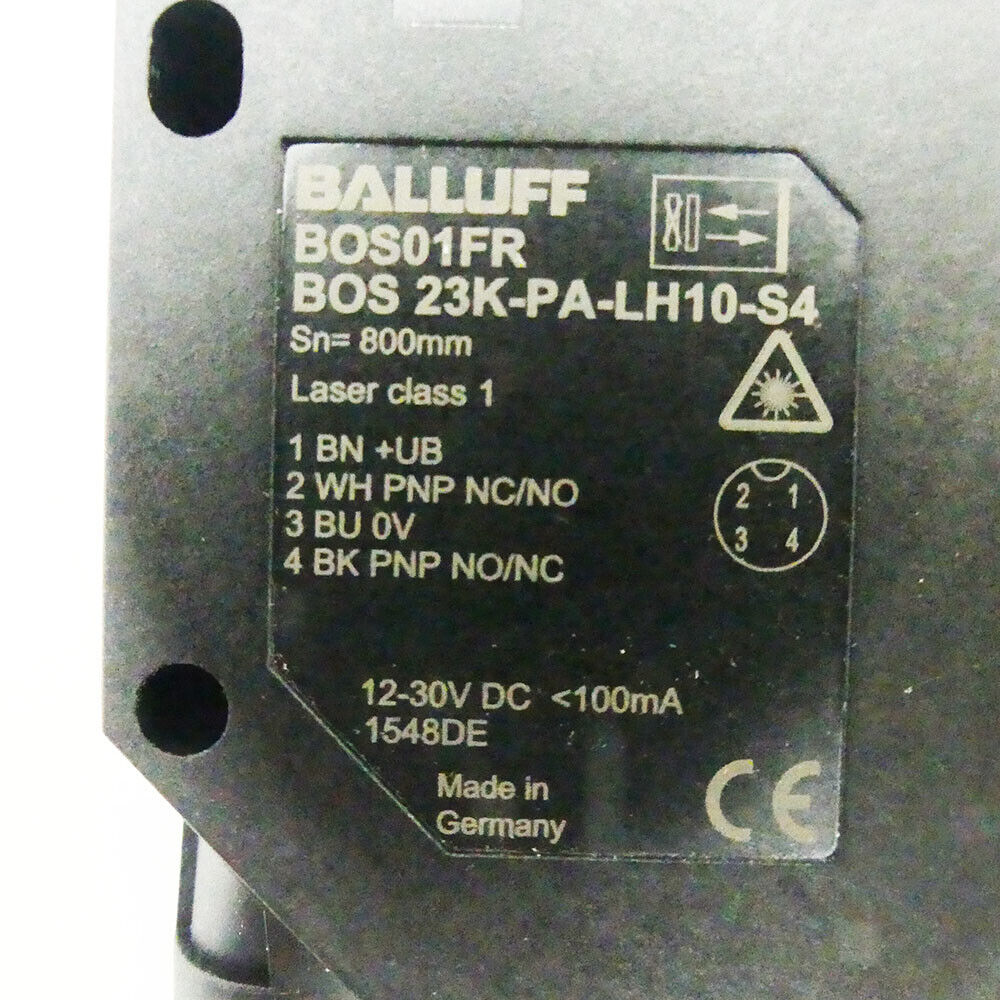 BALLUFF
BOS01FR
BOS 23K-PA-LH10-S4
Sn= 800mm
Laser class 1
1 BN +UB
2 WH PNP NC/NO
3 BU 0V
4 BK PNP NO/NC
2 1
3 4
12-30V DC <100mA
1548DE
Made in
Germany
CE